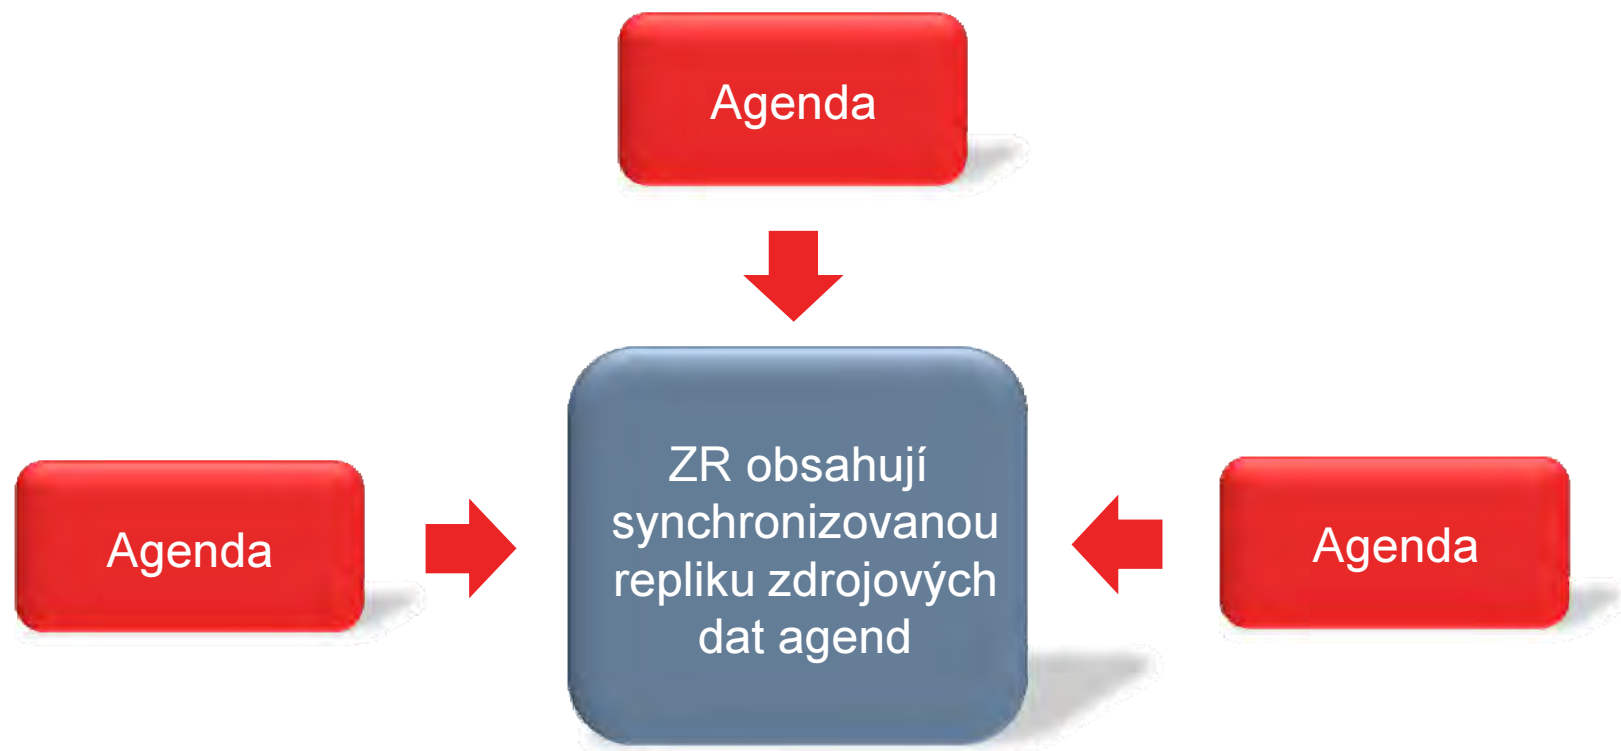 Agenda
ZR obsahují
synchronizovanou
repliku zdrojových
dat agend
Agenda
Agenda